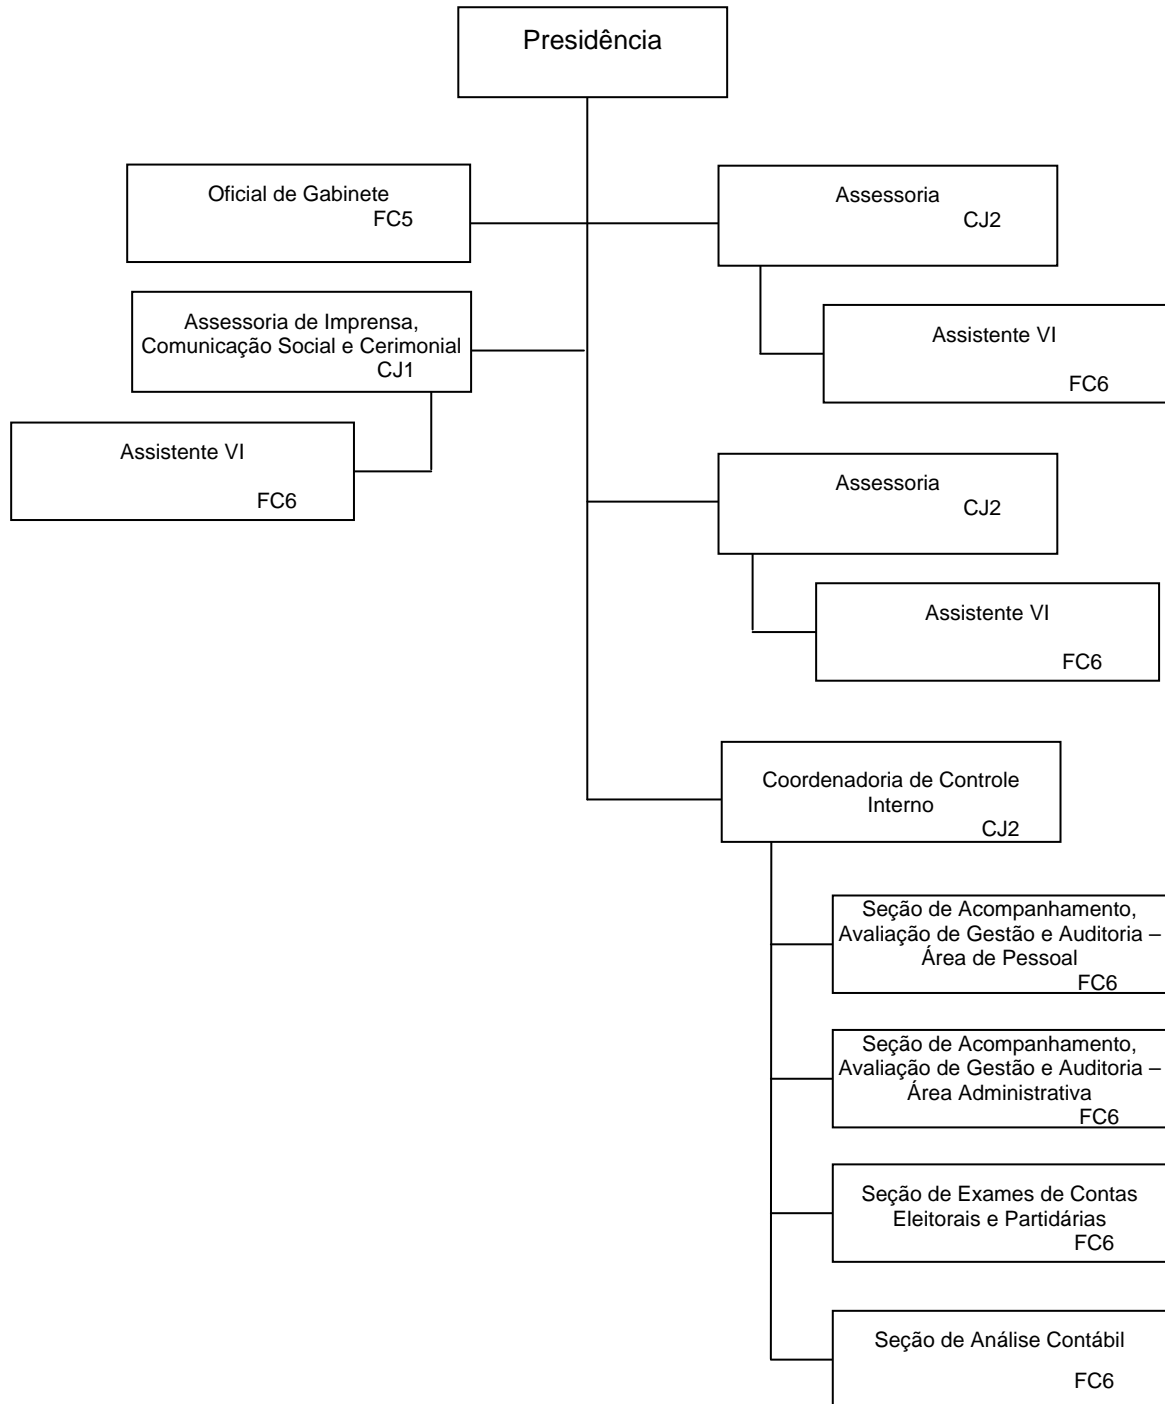 Presidência
Oficial de Gabinete
FC5
Assessoria
CJ2
Assessoria de Imprensa,
Comunicação Social e Cerimonial
CJ1
Assistente VI
FC6
Assistente VI
FC6
Assessoria
CJ2
Assistente VI
FC6
Coordenadoria de Controle
Interno
CJ2
Seção de Acompanhamento,
Avaliação de Gestão e Auditoria –
Área de Pessoal
FC6
Seção de Acompanhamento,
Avaliação de Gestão e Auditoria –
Área Administrativa
FC6
Seção de Exames de Contas
Eleitorais e Partidárias
FC6
Seção de Análise Contábil
FC6